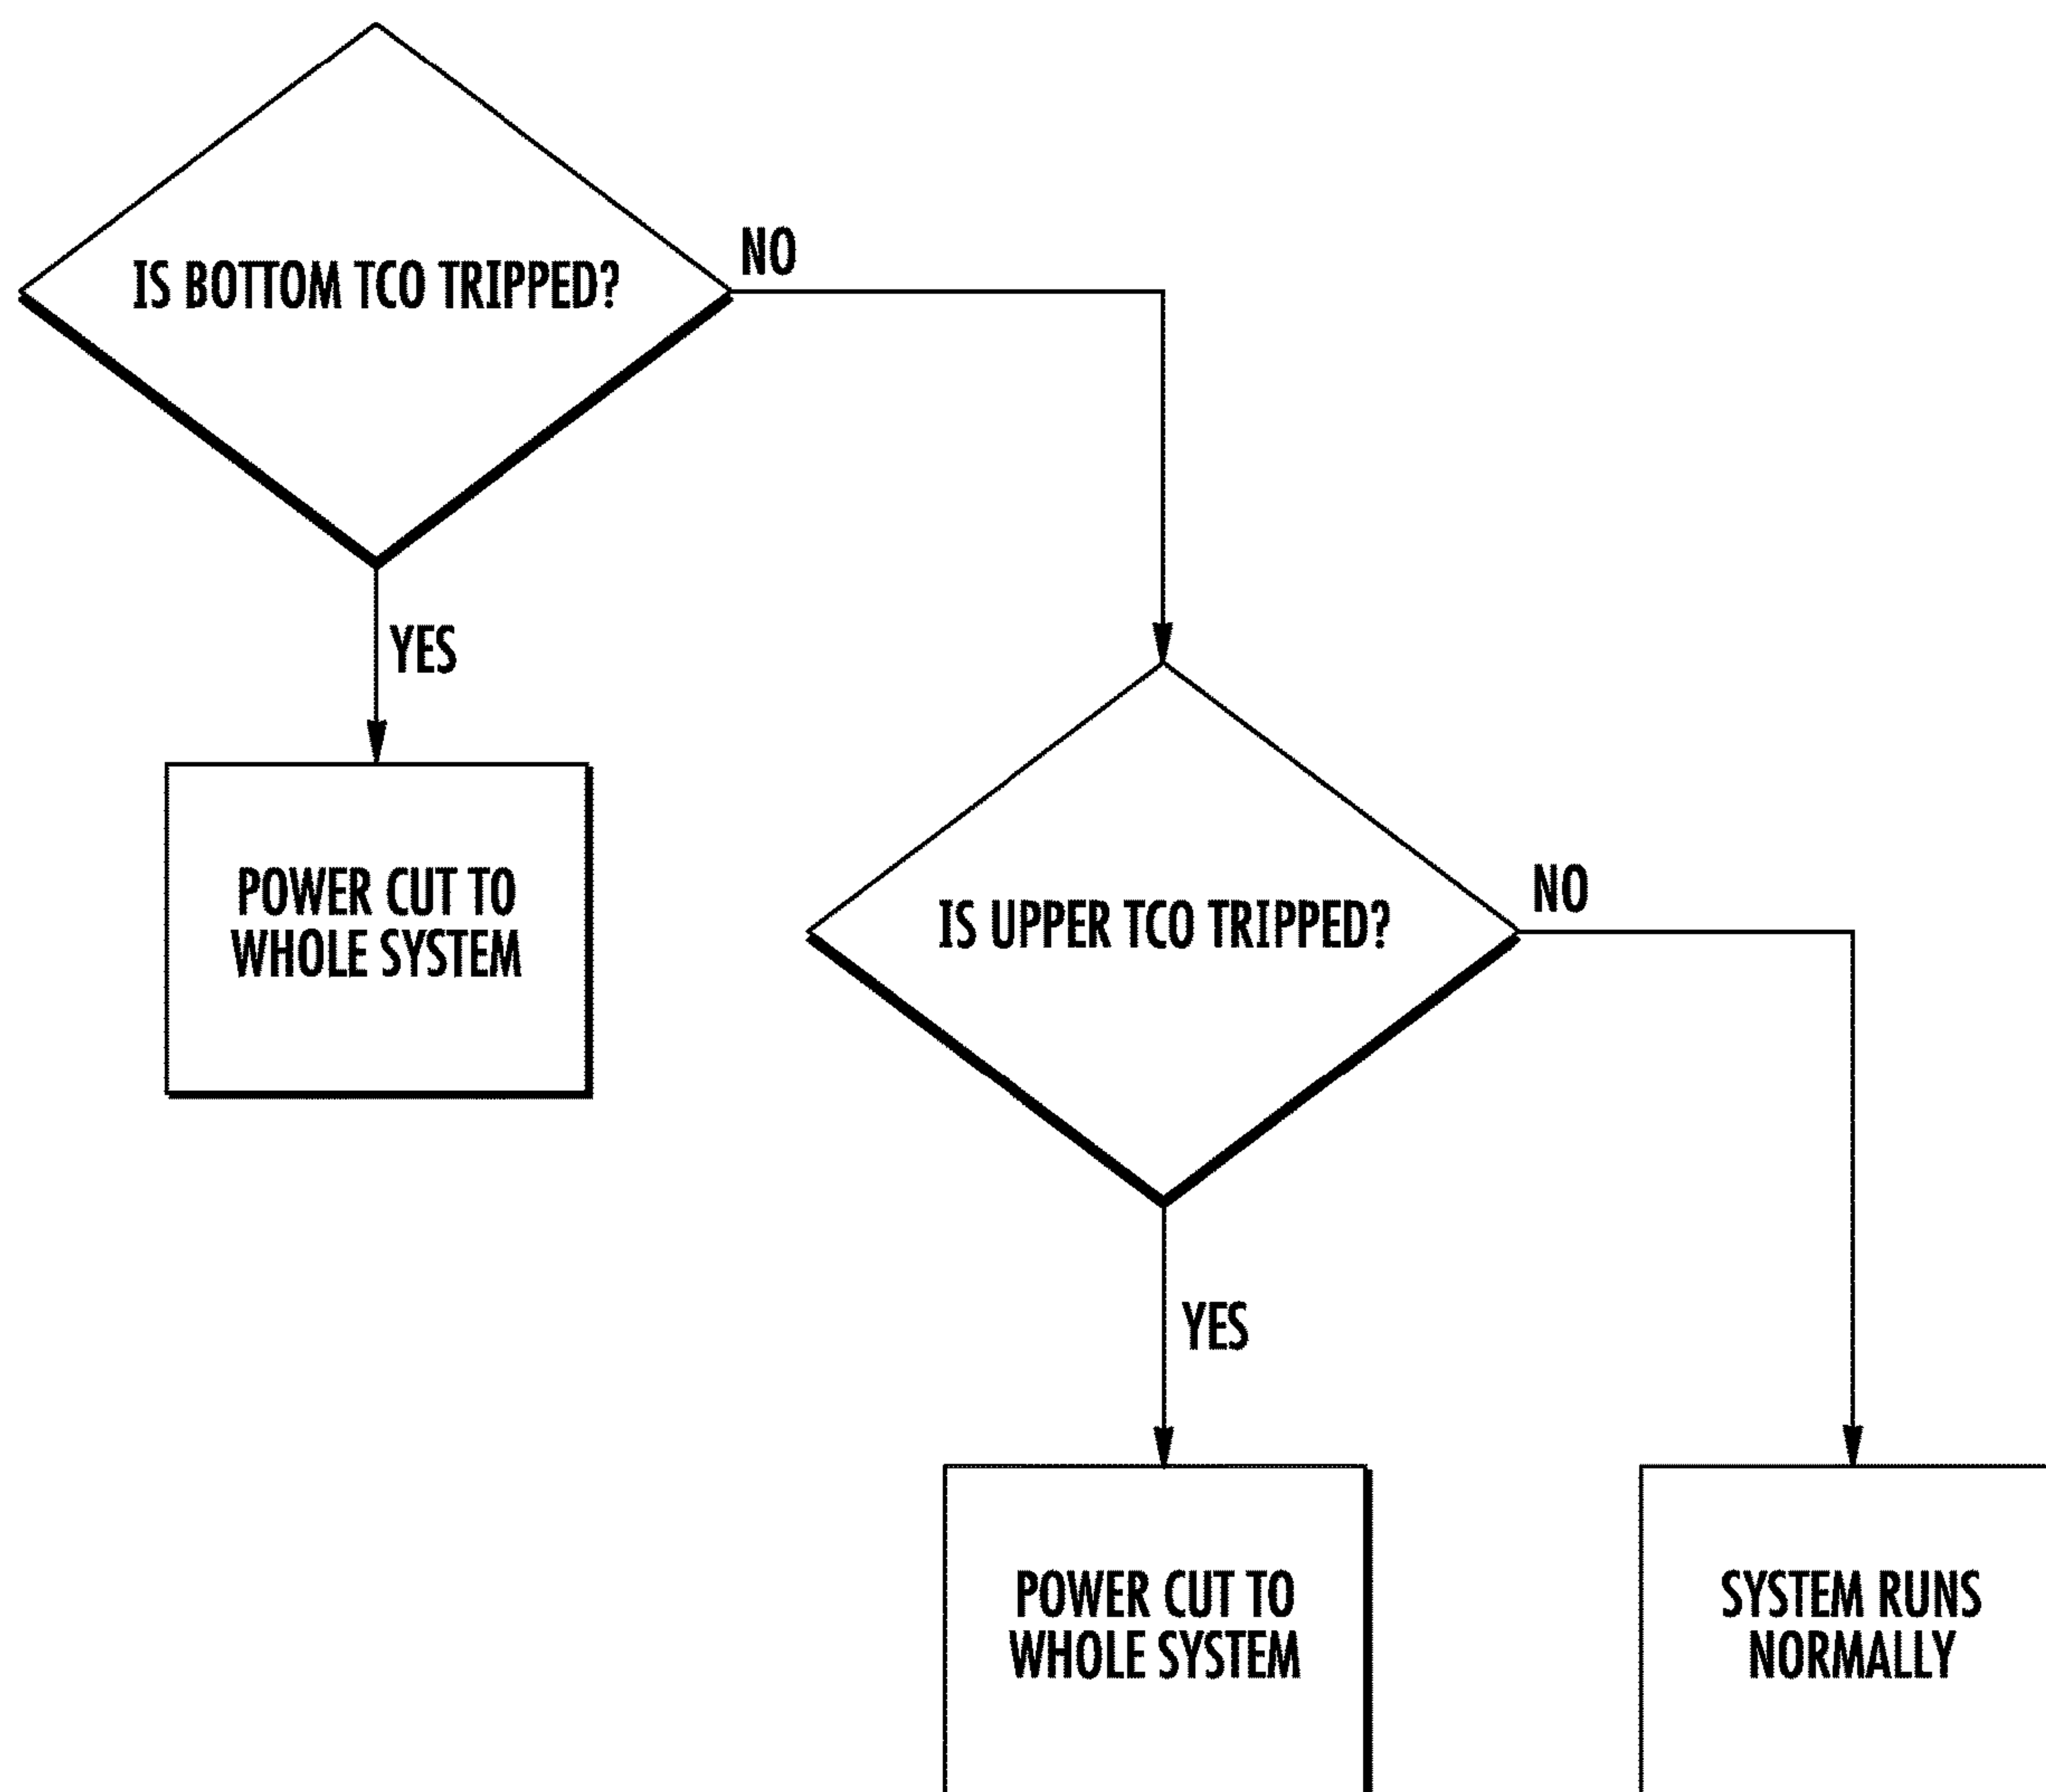 IS BOTTOM TCO TRIPPED?
NO
YES
POWER CUT TO
WHOLE SYSTEM
IS UPPER TCO TRIPPED?
NO
YES
POWER CUT TO
WHOLE SYSTEM
SYSTEM RUNS
NORMALLY